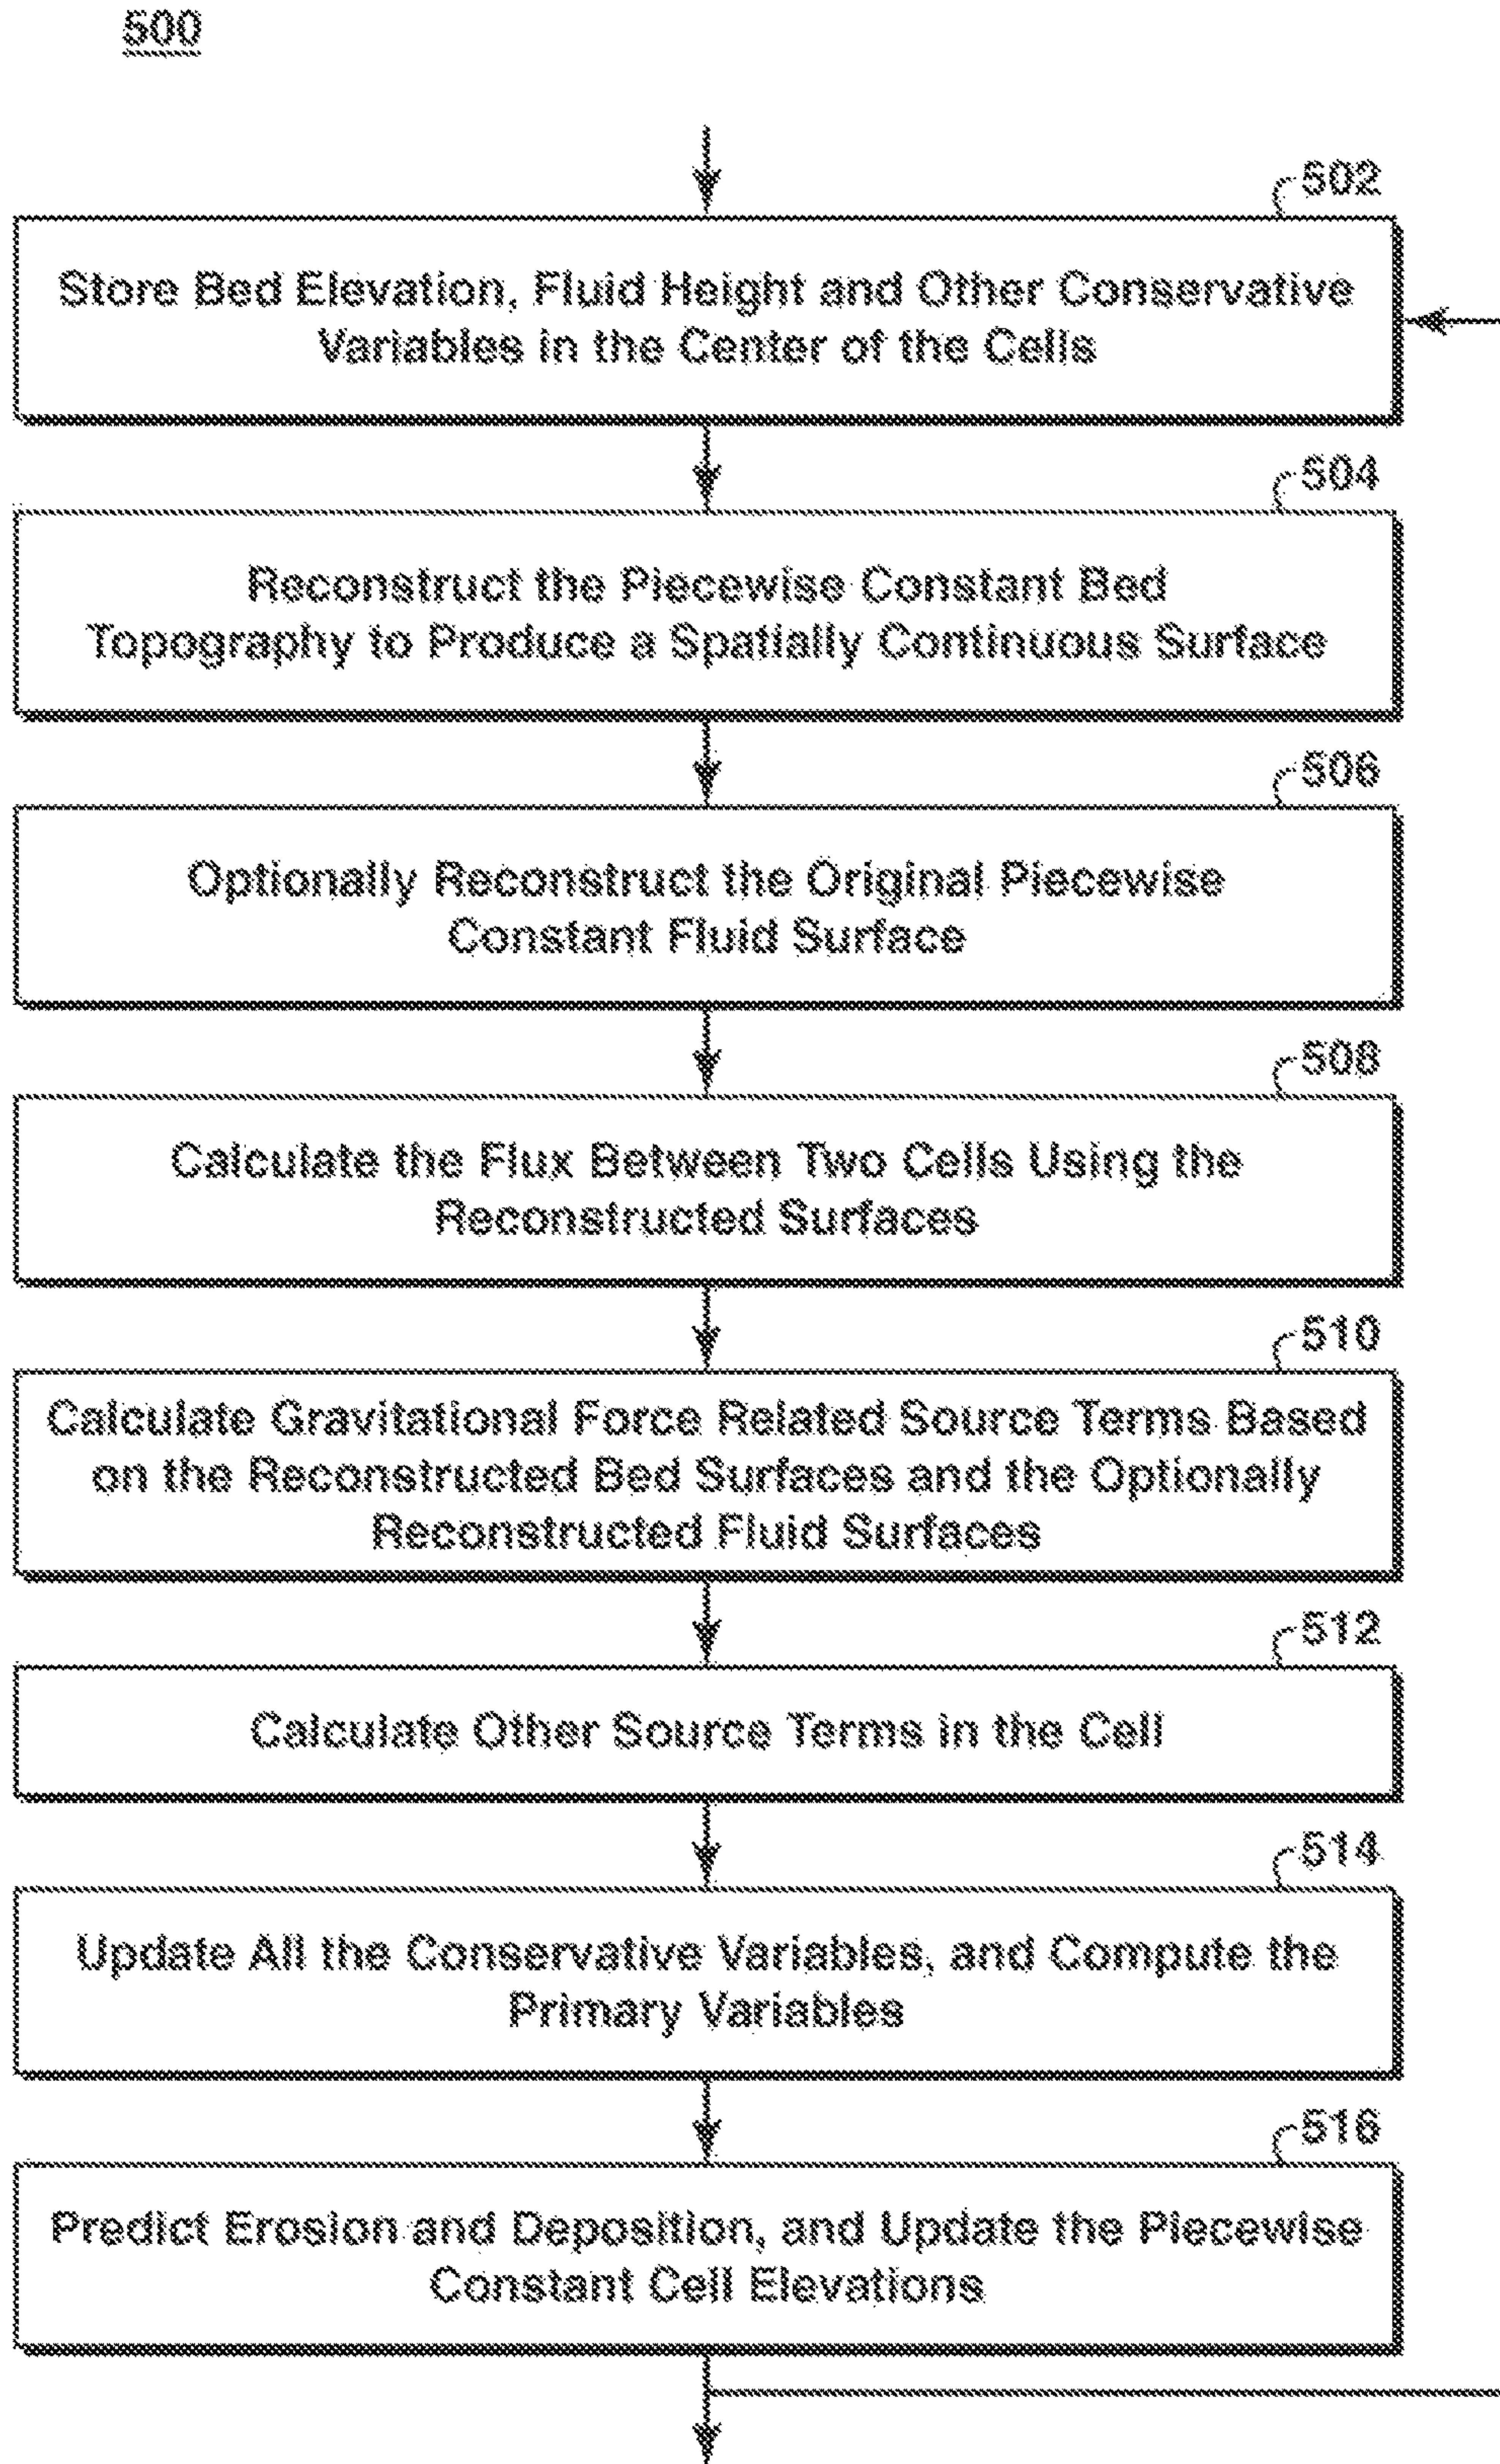 500
502
Store Bed Elevation, Fluid Height and Other Conservative
Variables in the Center of the Cells
504
Reconstruct the Piecewise Constant Bed
Topography to Produce a Spatially Continuous Surface
506
Optionally Reconstruct the Original Piecewise
Constant Fluid Surface
508
Calculate the Flux Between Two Cells Using the
Reconstructed Surfaces
510
Calculate Gravitational Force Related Source Terms Based
on the Reconstructed Bed Surfaces and the Optionally
Reconstructed Fluid Surfaces
512
Calculate Other Source Terms in the Cell
514
Update All the Conservative Variables, and Compute the
Primary Variables
516
Predict Erosion and Deposition, and Update the Piecewise
Constant Cell Elevations